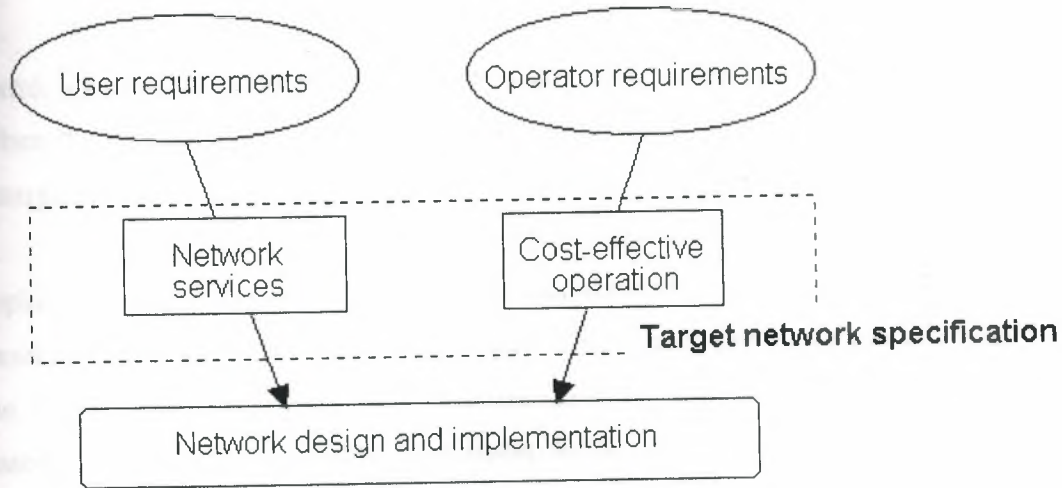 User requirements
Operator requirements
Network
services
Cost-effective
operation
Target network specification
Network design and implementation